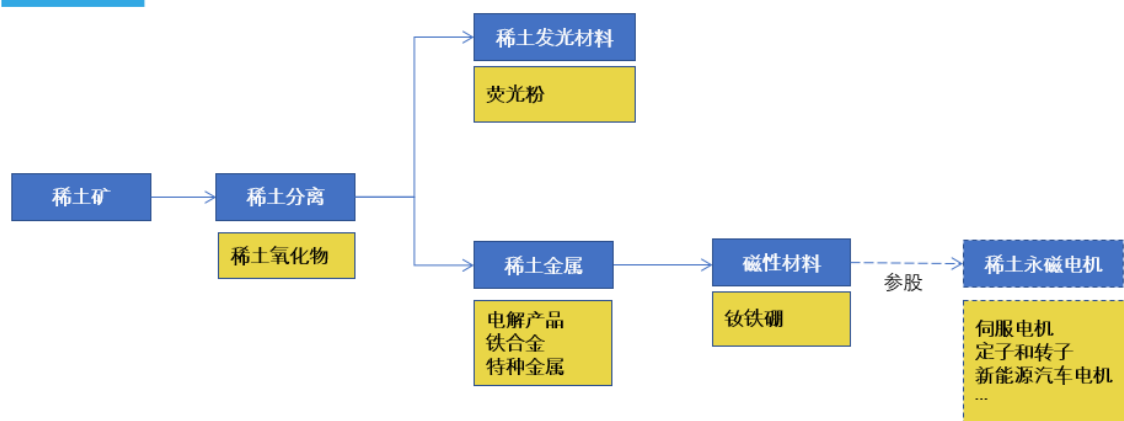 稀土发光材料
荧光粉
稀土矿
稀土分离
稀土氧化物
稀土金属
电解产品
铁合金
特种金属
磁性材料
钕铁硼
参股
稀土永磁电机
伺服电机
定子和转子
新能源汽车电机
...